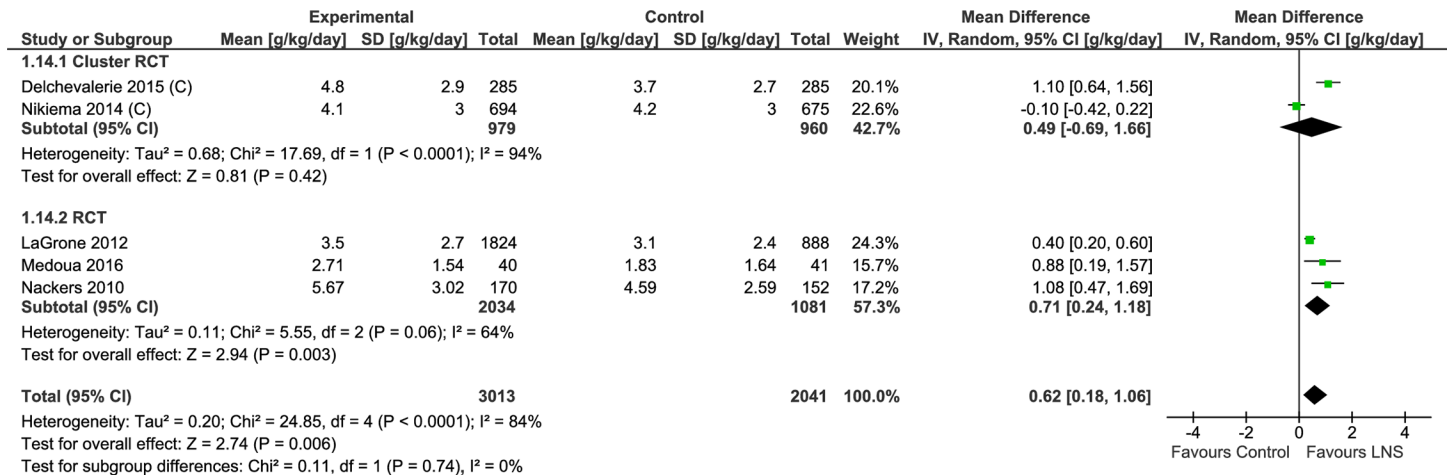 Experimental Control Mean Difference Mean Difference
Study or Subgroup Mean [g/kg/day] SD [g/kg/day] Total Mean [g/kg/day] SD [g/kg/day] Total Weight IV, Random, 95% CI [g/kg/day] IV, Random, 95% CI [g/kg/day]
1.14.1 Cluster RCT
Delchevalerie 2015 (C) 4.8 2.9 285 3.7 2.7 285 20.1% 1.10 [0.64, 1.56]
Nikiema 2014 (C) 4.1 3 694 4.2 3 675 22.6% -0.10 [-0.42, 0.22]
Subtotal (95% CI) 979 960 42.7% 0.49 [-0.69, 1.66]
Heterogeneity: Tau² = 0.68; Chi² = 17.69, df = 1 (P < 0.0001); I² = 94%
Test for overall effect: Z = 0.81 (P = 0.42)
1.14.2 RCT
LaGrone 2012 3.5 2.7 1824 3.1 2.4 888 24.3% 0.40 [0.20, 0.60]
Medoua 2016 2.71 1.54 40 1.83 1.64 41 15.7% 0.88 [0.19, 1.57]
Nackers 2010 5.67 3.02 170 4.59 2.59 152 17.2% 1.08 [0.47, 1.69]
Subtotal (95% CI) 2034 1081 57.3% 0.71 [0.24, 1.18]
Heterogeneity: Tau² = 0.11; Chi² = 5.55, df = 2 (P = 0.06); I² = 64%
Test for overall effect: Z = 2.94 (P = 0.003)
Total (95% CI) 3013 2041 100.0% 0.62 [0.18, 1.06]
Heterogeneity: Tau² = 0.20; Chi² = 24.85, df = 4 (P < 0.0001); I² = 84%
Test for overall effect: Z = 2.74 (P = 0.006)
Test for subgroup differences: Chi² = 0.11, df = 1 (P = 0.74), I² = 0%
-4 -2 0 2 4
Favours Control Favours LNS